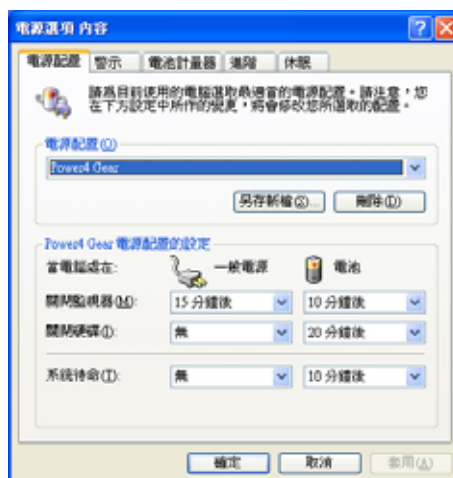 電源選項 內容
電源配置 警示 電池計量器 進階 休眠
請為目前使用的電腦選取最適當的電源配置。請注意，您
在下方設定中所作的變更，將會修改您所選取的配置。
電源配置(O)
Power4 Gear
另存新檔(S)... 刪除(D)
Power4 Gear 電源配置的設定
當電腦處在: 一般電源 電池
關閉監視器(M): 15 分鐘後 10 分鐘後
關閉硬碟(I): 無 20 分鐘後
系統待命(T): 無 10 分鐘後
確定 取消 套用(A)